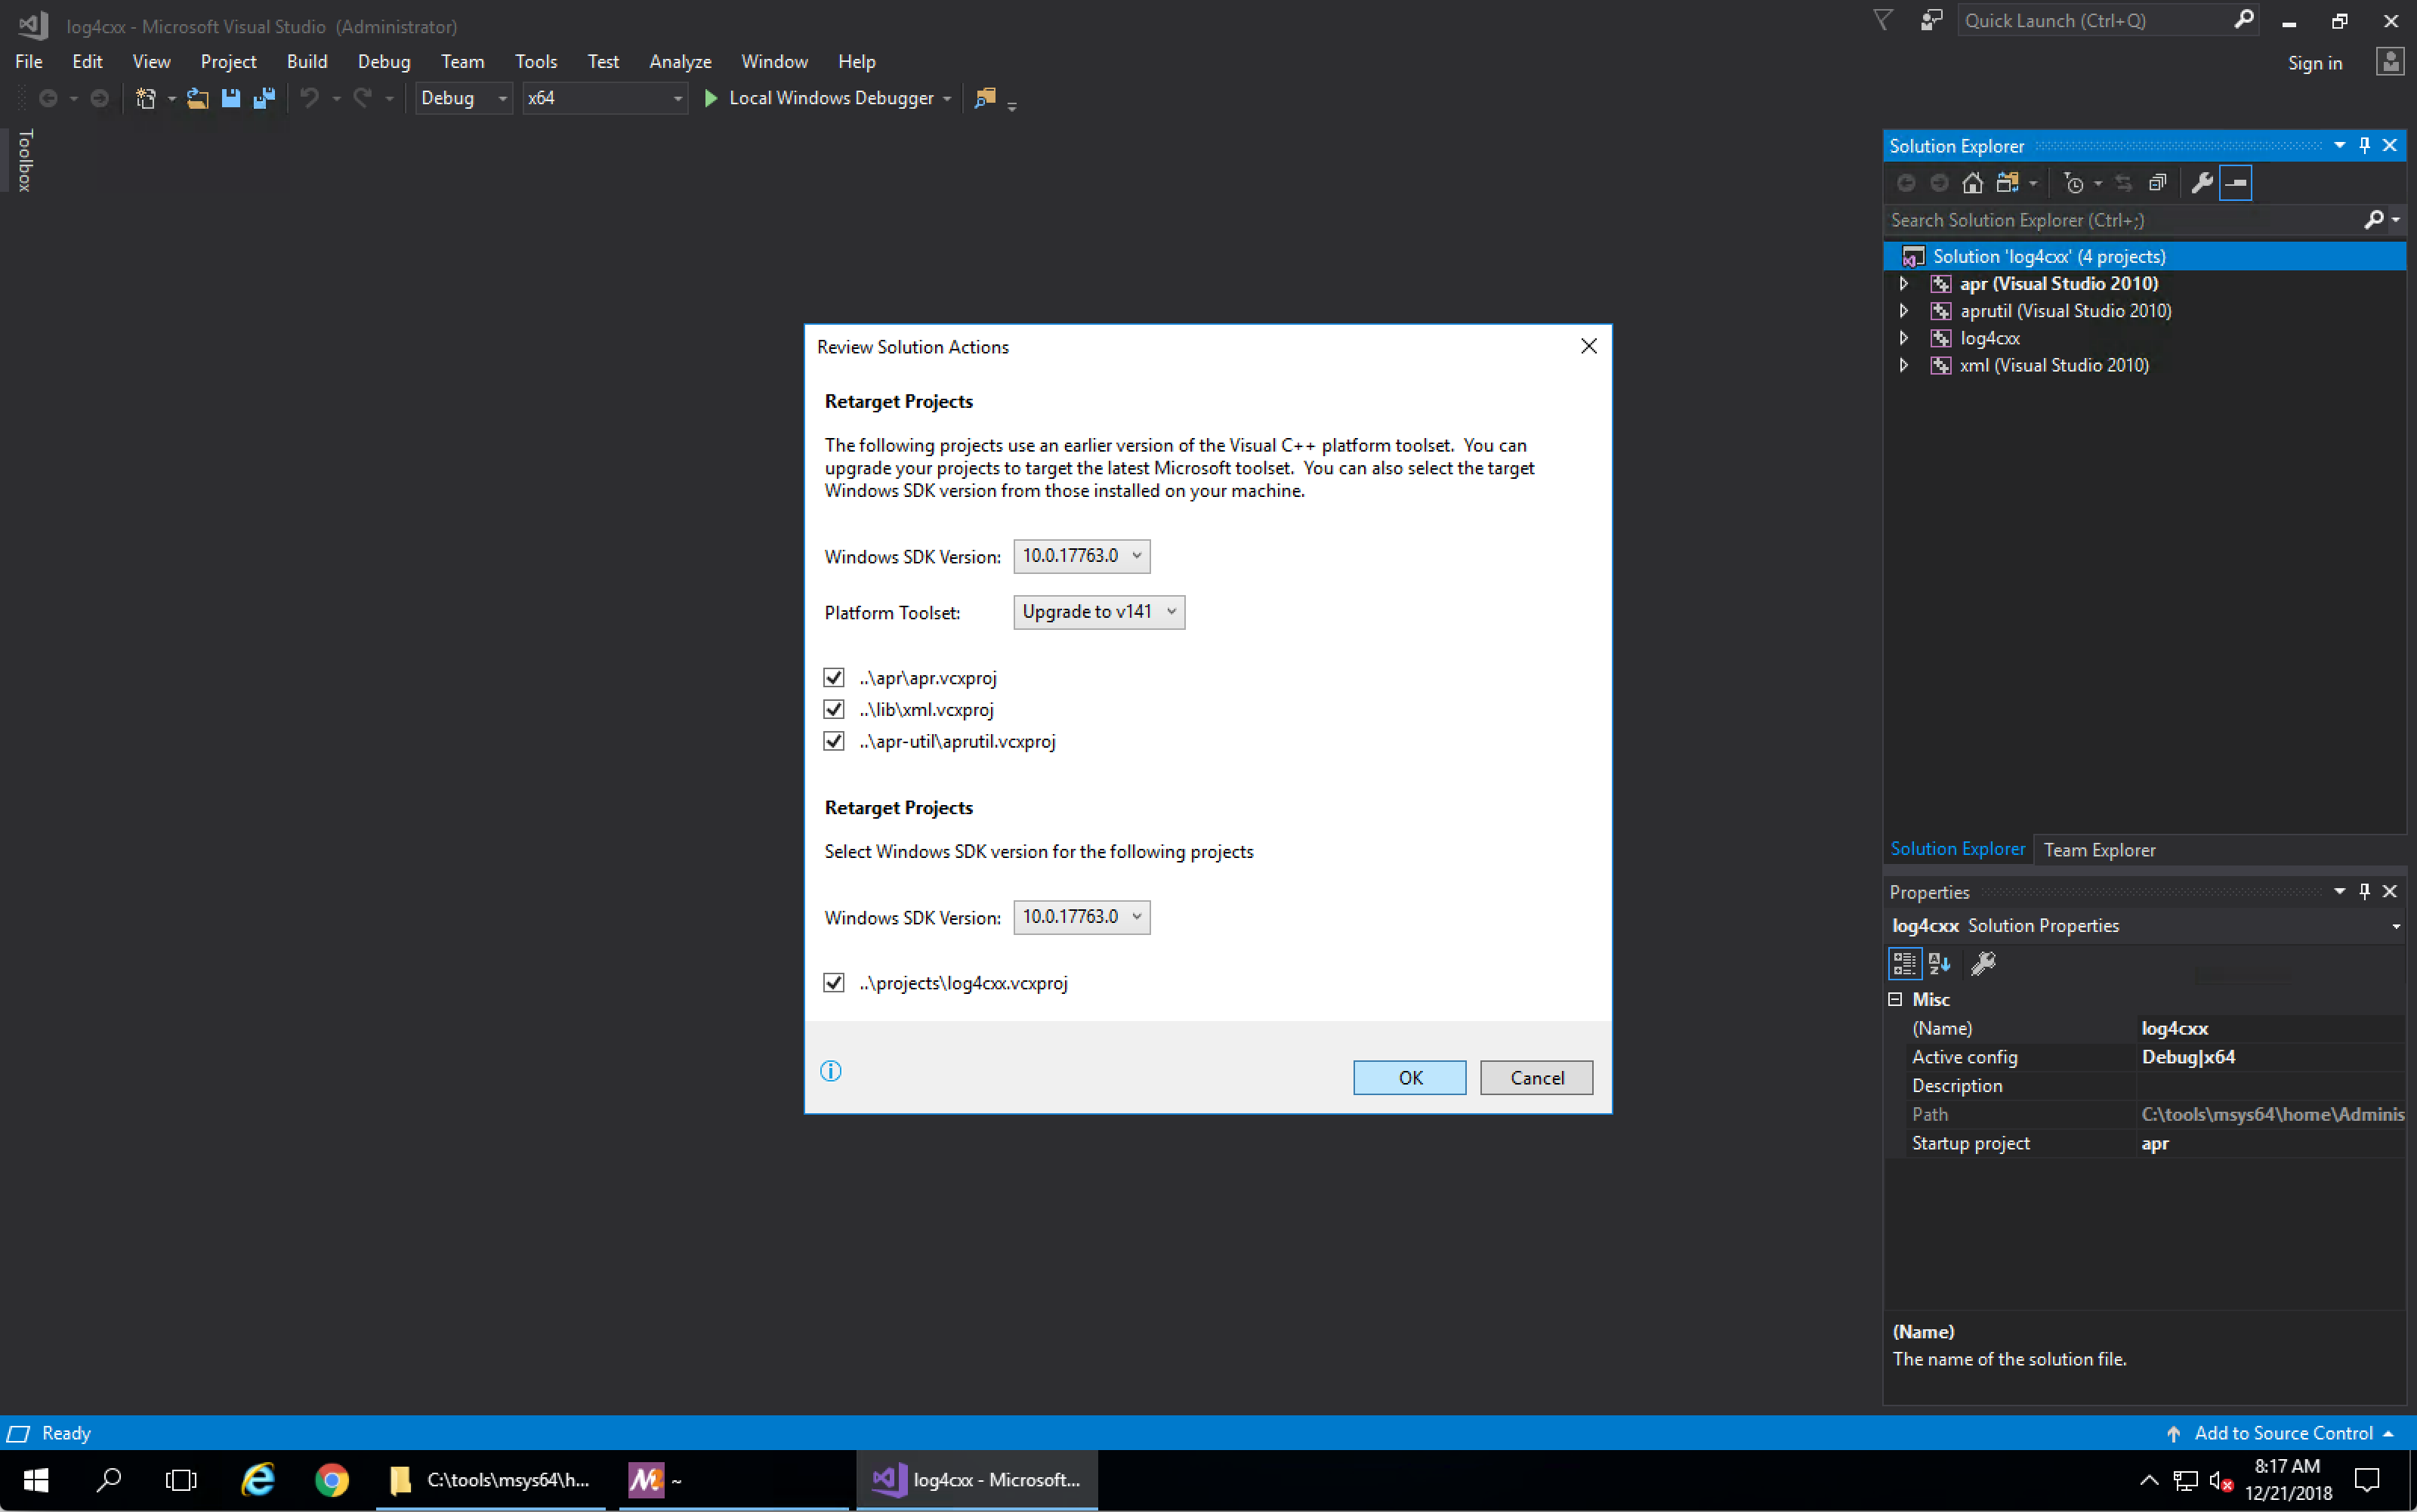 log4cxx - Microsoft Visual Studio  (Administrator)
Quick Launch (Ctrl+Q)
File Edit View Project Build Debug Team Tools Test Analyze Window Help
Sign in
Debug x64 Local Windows Debugger
Toolbox
Solution Explorer
Search Solution Explorer (Ctrl+;)
Solution 'log4cxx' (4 projects)
apr (Visual Studio 2010)
aprutil (Visual Studio 2010)
log4cxx
xml (Visual Studio 2010)
Review Solution Actions
Retarget Projects
The following projects use an earlier version of the Visual C++ platform toolset.  You can
upgrade your projects to target the latest Microsoft toolset.  You can also select the target
Windows SDK version from those installed on your machine.
Windows SDK Version: 10.0.17763.0
Platform Toolset: Upgrade to v141
..\apr\apr.vcxproj
..\lib\xml.vcxproj
..\apr-util\aprutil.vcxproj
Retarget Projects
Select Windows SDK version for the following projects
Windows SDK Version: 10.0.17763.0
..\projects\log4cxx.vcxproj
OK Cancel
Solution Explorer Team Explorer
Properties
log4cxx Solution Properties
Misc
(Name) log4cxx
Active config Debug|x64
Description
Path C:\tools\msys64\home\Adminis
Startup project apr
(Name)
The name of the solution file.
Ready
Add to Source Control
C:\tools\msys64\h...
~
log4cxx - Microsoft...
8:17 AM
12/21/2018